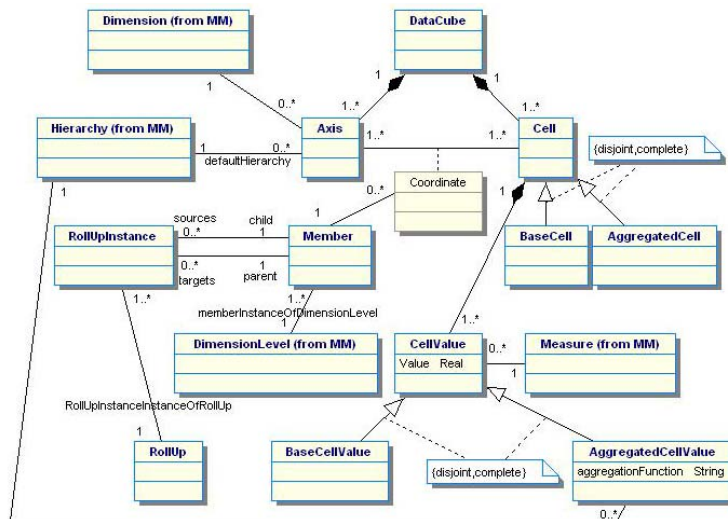 Dimension (from MM)
DataCube
1
1
1
0..*
1..*
1..*
Hierarchy (from MM)
Axis
Cell
1
0..*
1..*
1..*
{disjoint,complete}
defaultHierarchy
1
0..*
Coordinate
1
sources
child
1
RollUpInstance
0..*
1
Member
BaseCell
AggregatedCell
0..*
1
targets
parent
1..*
1..*
memberInstanceOfDimensionLevel
1
1..*
DimensionLevel (from MM)
CellValue
0..*
Measure (from MM)
Value Real
1
RollUpInstanceInstanceOfRollUp
1
RollUp
BaseCellValue
AggregatedCellValue
{disjoint,complete}
aggregationFunction String
0..*